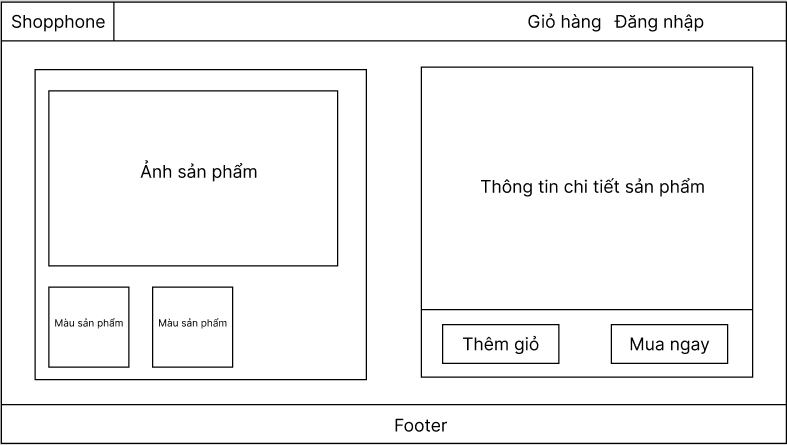 Shopphone
Giỏ hàng Đăng nhập
Ảnh sản phẩm
Màu sản phẩm
Màu sản phẩm
Thông tin chi tiết sản phẩm
Thêm giỏ
Mua ngay
Footer